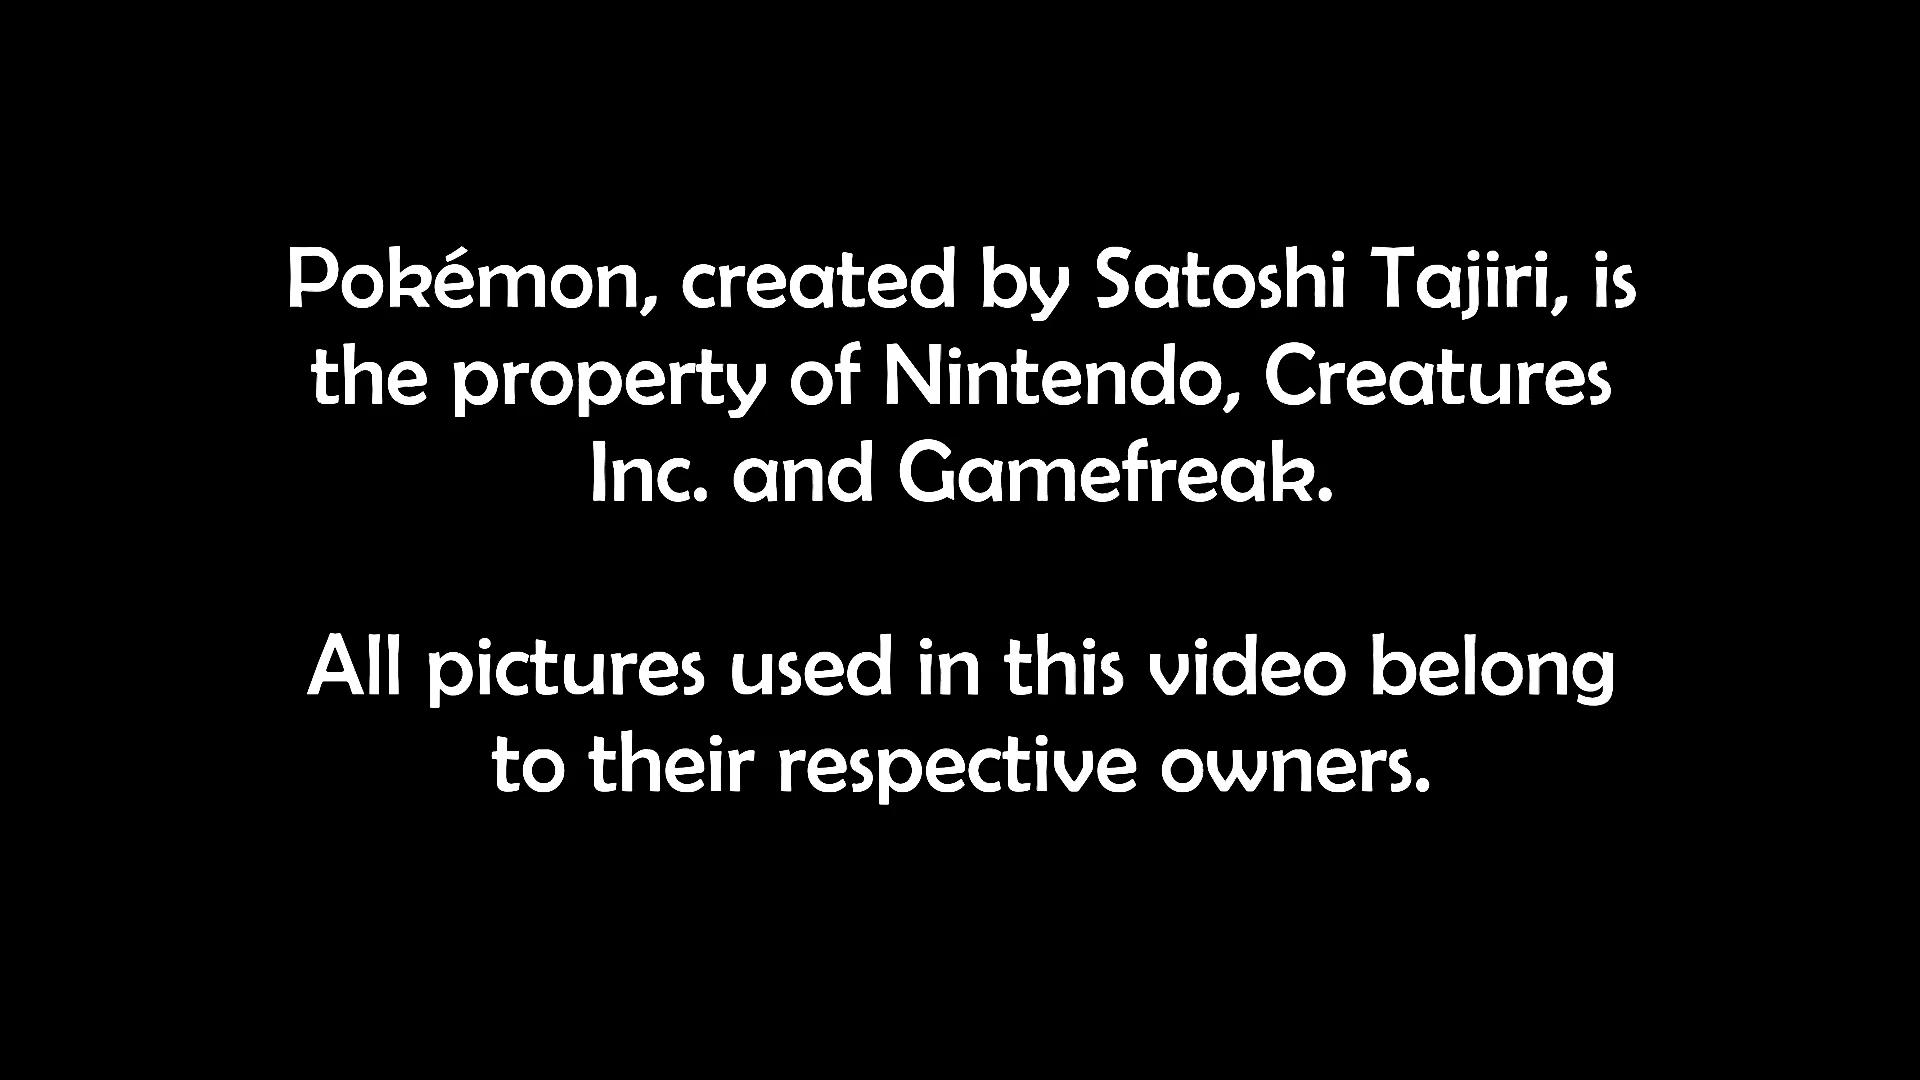 Pokémon, created by Satoshi Tajiri, is
the property of Nintendo, Creatures
Inc. and Gamefreak.
All pictures used in this video belong
to their respective owners.